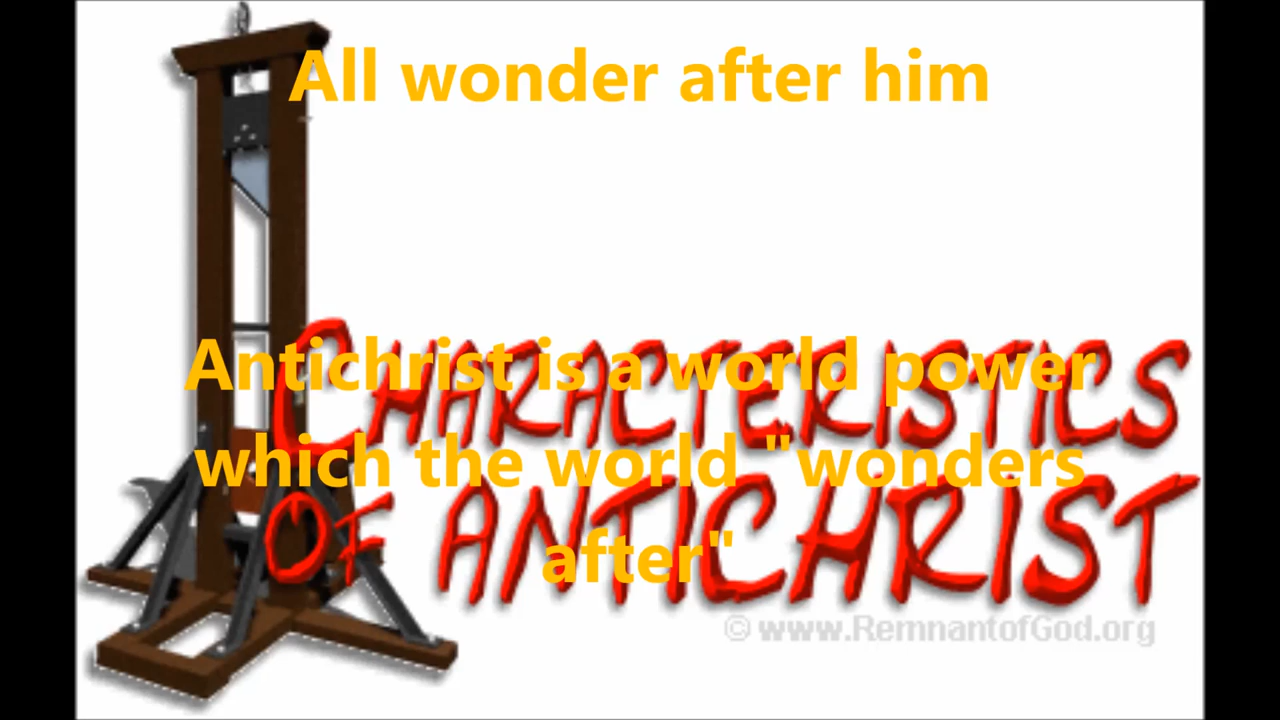 All wonder after him
Antichrist is a world power
which the world "wonders
after"
CHARACTERISTICS
OF ANTICHRIST
© www.RemnantofGod.org